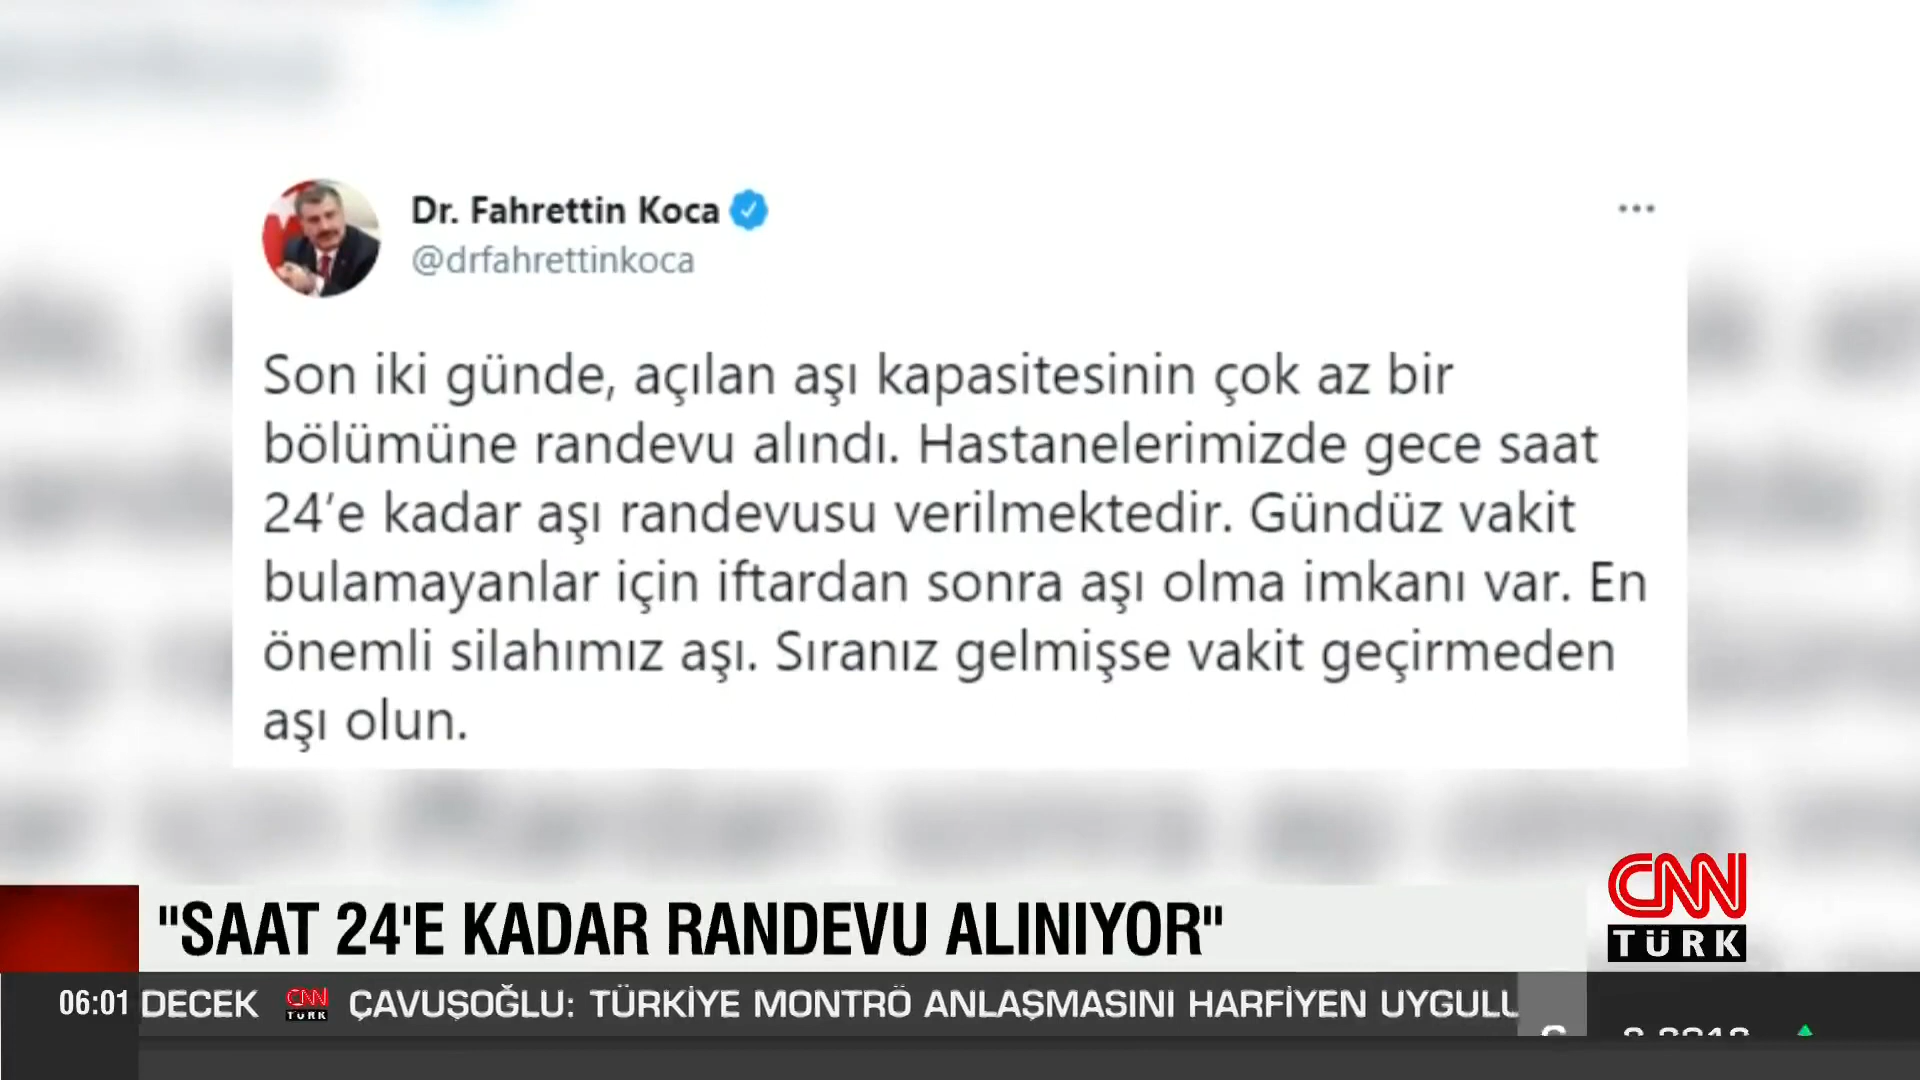 Dr. Fahrettin Koca
@drfahrettinkoca
Son iki günde, açılan aşı kapasitesinin çok az bir
bölümüne randevu alındı. Hastanelerimizde gece saat
24'e kadar aşı randevusu verilmektedir. Gündüz vakit
bulamayanlar için iftardan sonra aşı olma imkanı var. En
önemli silahımız aşı. Sıranız gelmişse vakit geçirmeden
aşı olun.
"SAAT 24'E KADAR RANDEVU ALINIYOR"
CNN
TÜRK
06:01 DECEK CNN TÜRK ÇAVUŞOĞLU: TÜRKİYE MONTRÖ ANLAŞMASINI HARFİYEN UYGULU